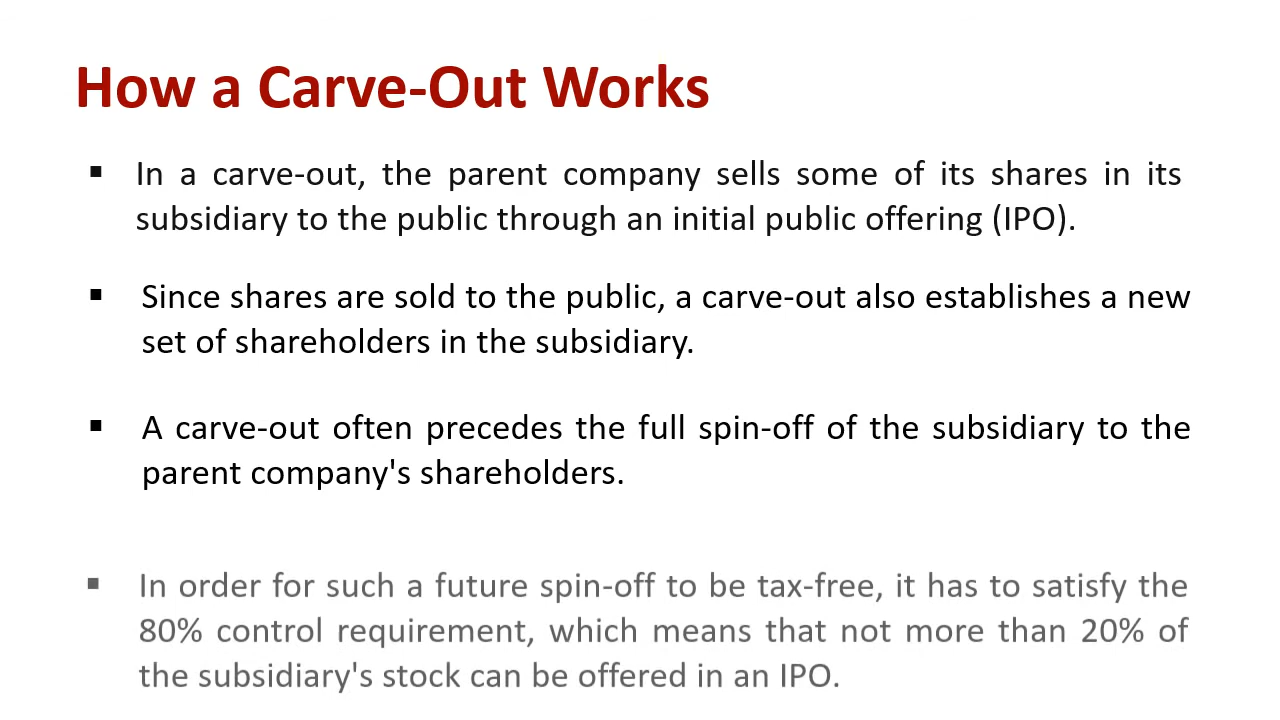 How a Carve-Out Works
▪ In a carve-out, the parent company sells some of its shares in its
subsidiary to the public through an initial public offering (IPO).
▪ Since shares are sold to the public, a carve-out also establishes a new
set of shareholders in the subsidiary.
▪ A carve-out often precedes the full spin-off of the subsidiary to the
parent company's shareholders.
▪ In order for such a future spin-off to be tax-free, it has to satisfy the
80% control requirement, which means that not more than 20% of
the subsidiary's stock can be offered in an IPO.